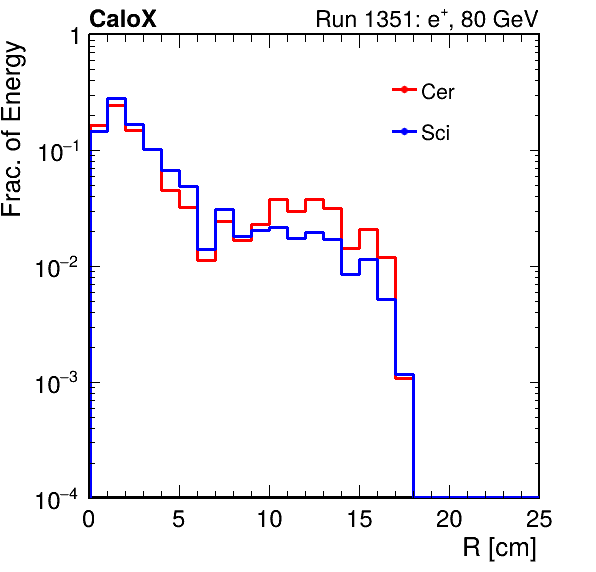 CaloX Run 1351: e⁺, 80 GeV
Frac. of Energy
1
10⁻¹
10⁻²
10⁻³
10⁻⁴
Cer
Sci
0 5 10 15 20 25
R [cm]